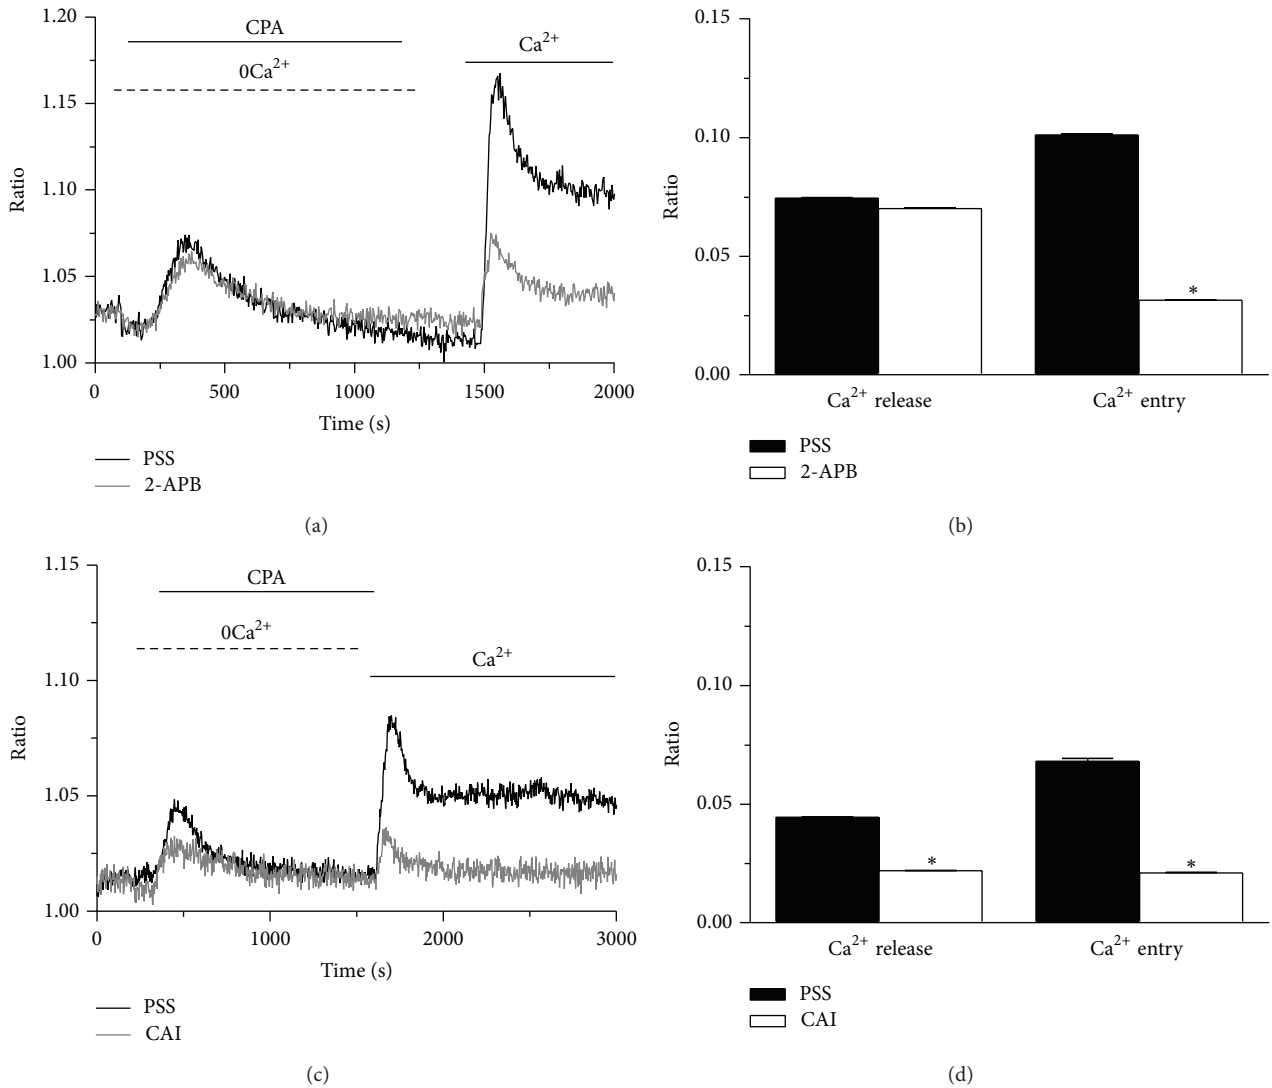 1.20
1.15
1.10
1.05
1.00
Ratio
CPA
0Ca²⁺
Ca²⁺
0 500 1000 1500 2000
Time (s)
PSS
2-APB
(a)
0.15
0.10
0.05
0.00
Ratio
*
Ca²⁺ release Ca²⁺ entry
PSS
2-APB
(b)
1.15
1.10
1.05
1.00
Ratio
CPA
0Ca²⁺
Ca²⁺
0 1000 2000 3000
Time (s)
PSS
CAI
(c)
0.15
0.10
0.05
0.00
Ratio
* *
Ca²⁺ release Ca²⁺ entry
PSS
CAI
(d)